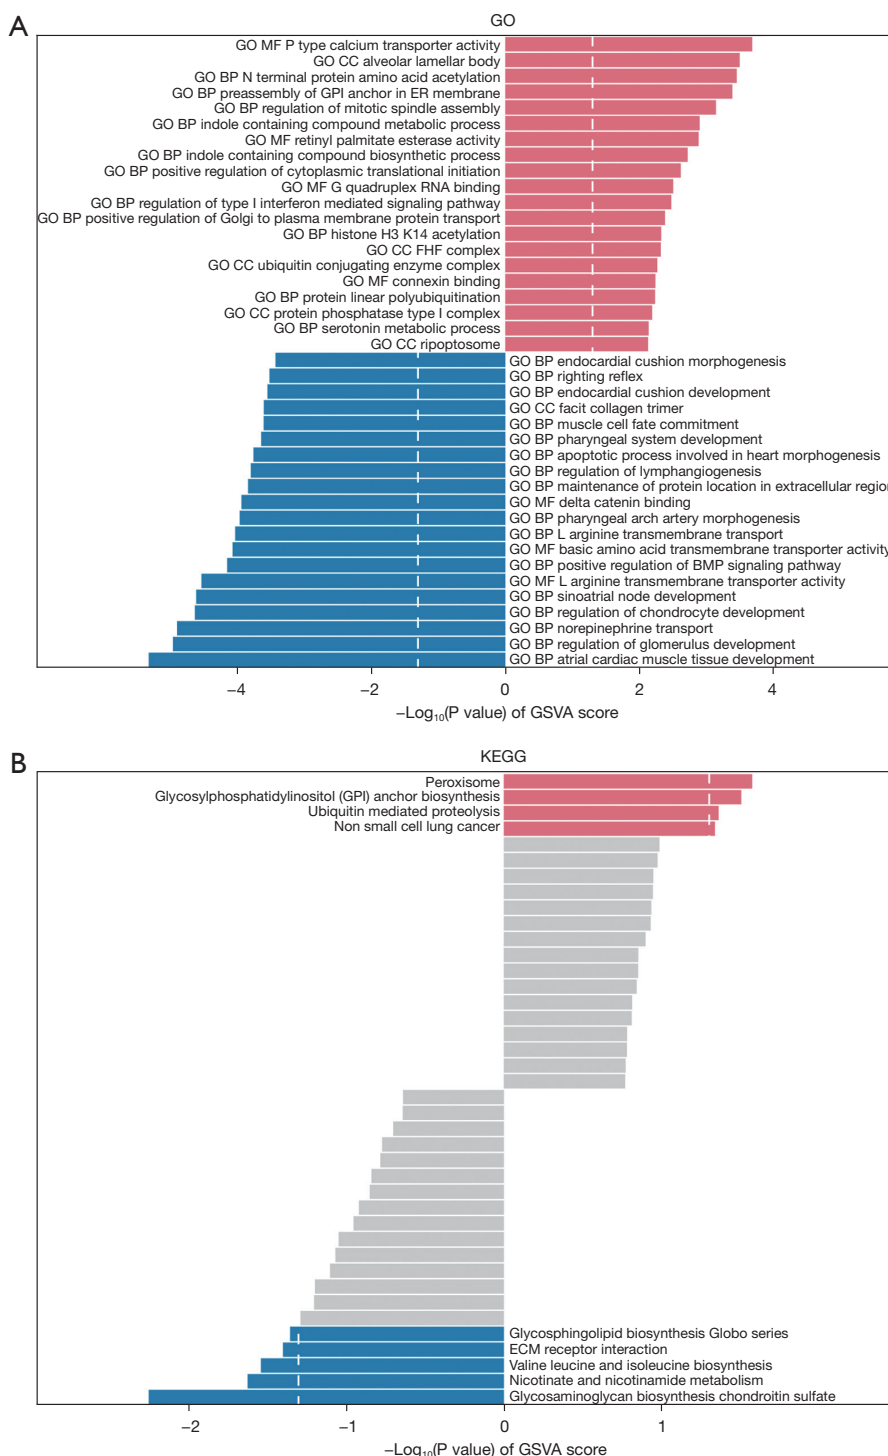 A
GO
GO MF P type calcium transporter activity
GO CC alveolar lamellar body
GO BP N terminal protein amino acid acetylation
GO BP preassembly of GPI anchor in ER membrane
GO BP regulation of mitotic spindle assembly
GO BP indole containing compound metabolic process
GO MF retinyl palmitate esterase activity
GO BP indole containing compound biosynthetic process
GO BP positive regulation of cytoplasmic translational initiation
GO MF G quadruplex RNA binding
GO BP regulation of type I interferon mediated signaling pathway
GO BP positive regulation of Golgi to plasma membrane protein transport
GO BP histone H3 K14 acetylation
GO CC FHF complex
GO CC ubiquitin conjugating enzyme complex
GO MF connexin binding
GO BP protein linear polyubiquitination
GO CC protein phosphatase type I complex
GO BP serotonin metabolic process
GO CC ripoptosome
GO BP endocardial cushion morphogenesis
GO BP righting reflex
GO BP endocardial cushion development
GO CC facit collagen trimer
GO BP muscle cell fate commitment
GO BP pharyngeal system development
GO BP apoptotic process involved in heart morphogenesis
GO BP regulation of lymphangiogenesis
GO BP maintenance of protein location in extracellular region
GO MF delta catenin binding
GO BP pharyngeal arch artery morphogenesis
GO BP L arginine transmembrane transport
GO MF basic amino acid transmembrane transporter activity
GO BP positive regulation of BMP signaling pathway
GO MF L arginine transmembrane transporter activity
GO BP sinoatrial node development
GO BP regulation of chondrocyte development
GO BP norepinephrine transport
GO BP regulation of glomerulus development
GO BP atrial cardiac muscle tissue development
−4 −2 0 2 4
−Log₁₀(P value) of GSVA score
B
KEGG
Peroxisome
Glycosylphosphatidylinositol (GPI) anchor biosynthesis
Ubiquitin mediated proteolysis
Non small cell lung cancer
Glycosphingolipid biosynthesis Globo series
ECM receptor interaction
Valine leucine and isoleucine biosynthesis
Nicotinate and nicotinamide metabolism
Glycosaminoglycan biosynthesis chondroitin sulfate
−2 −1 0 1
−Log₁₀(P value) of GSVA score